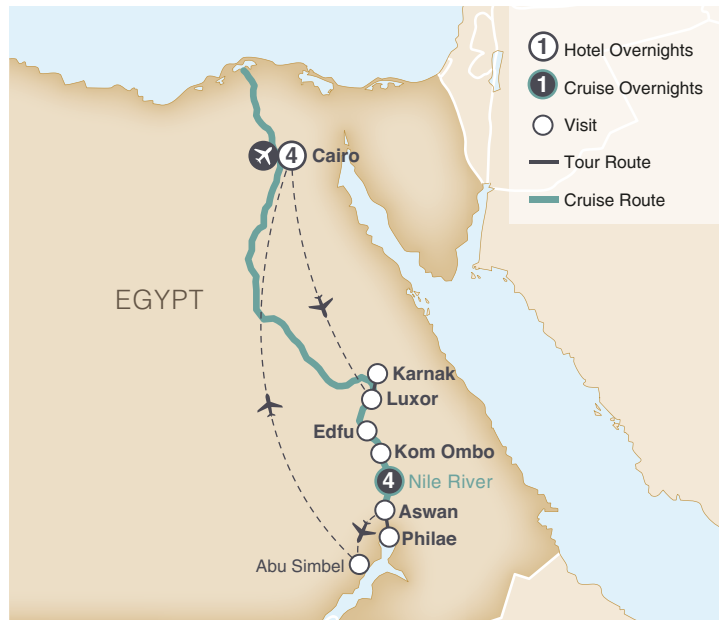 1 Hotel Overnights
1 Cruise Overnights
Visit
Tour Route
Cruise Route
4 Cairo
EGYPT
Karnak
Luxor
Edfu
Kom Ombo
4 Nile River
Aswan
Philae
Abu Simbel